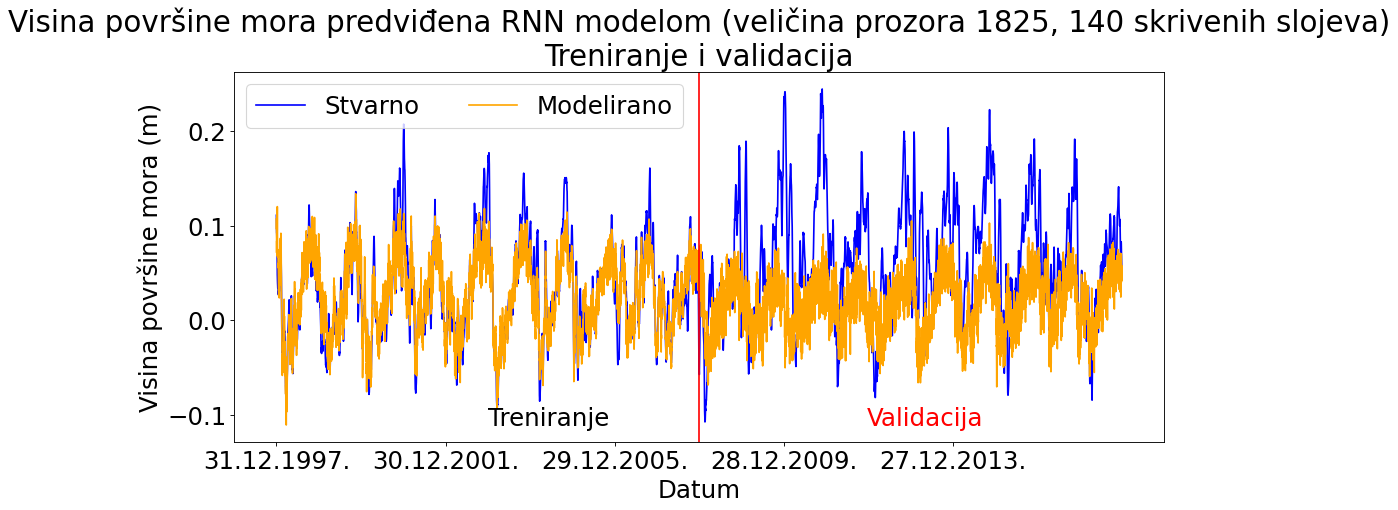 Visina površine mora predviđena RNN modelom (veličina prozora 1825, 140 skrivenih slojeva)
Treniranje i validacija
Stvarno
Modelirano
Visina površine mora (m)
0.2
0.1
0.0
−0.1
Treniranje
Validacija
31.12.1997.
30.12.2001.
29.12.2005.
28.12.2009.
27.12.2013.
Datum